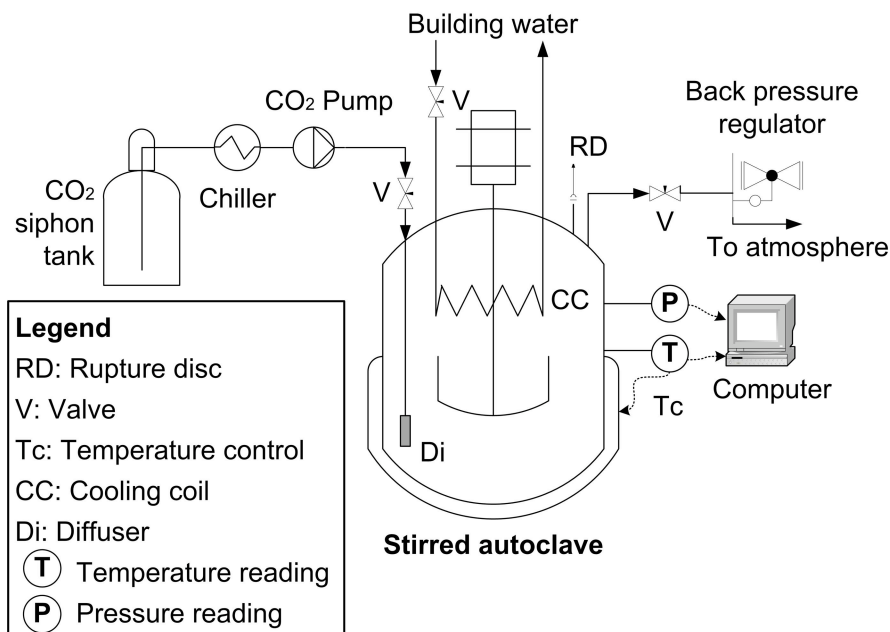 Building water
CO₂ Pump
V
Back pressure
regulator
RD
CO₂
siphon
tank
Chiller
V
V
To atmosphere
CC
P
T
Computer
Tc
Di
Stirred autoclave
Legend
RD: Rupture disc
V: Valve
Tc: Temperature control
CC: Cooling coil
Di: Diffuser
T Temperature reading
P Pressure reading